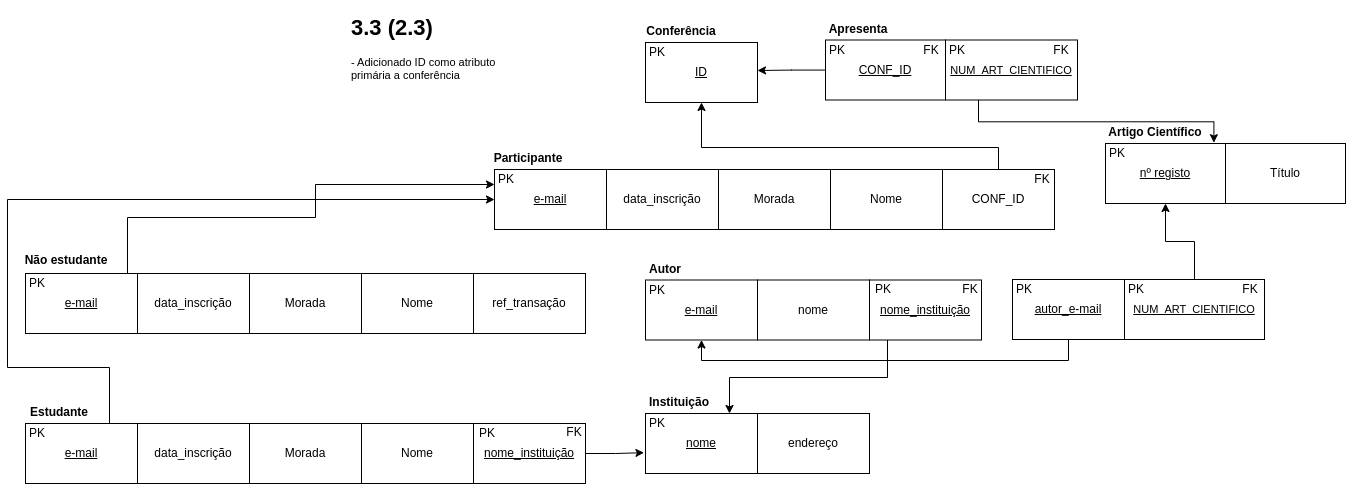 3.3 (2.3)
- Adicionado ID como atributo
primária a conferência
Conferência
PK
ID
Apresenta
PK FK PK FK
CONF_ID NUM_ART_CIENTIFICO
Artigo Científico
PK
nº registo Título
Participante
PK FK
e-mail data_inscrição Morada Nome CONF_ID
Não estudante
PK
e-mail data_inscrição Morada Nome ref_transação
Autor
PK PK FK
e-mail nome nome_instituição
PK PK FK
autor_e-mail NUM_ART_CIENTIFICO
Estudante
PK PK FK
e-mail data_inscrição Morada Nome nome_instituição
Instituição
PK
nome endereço